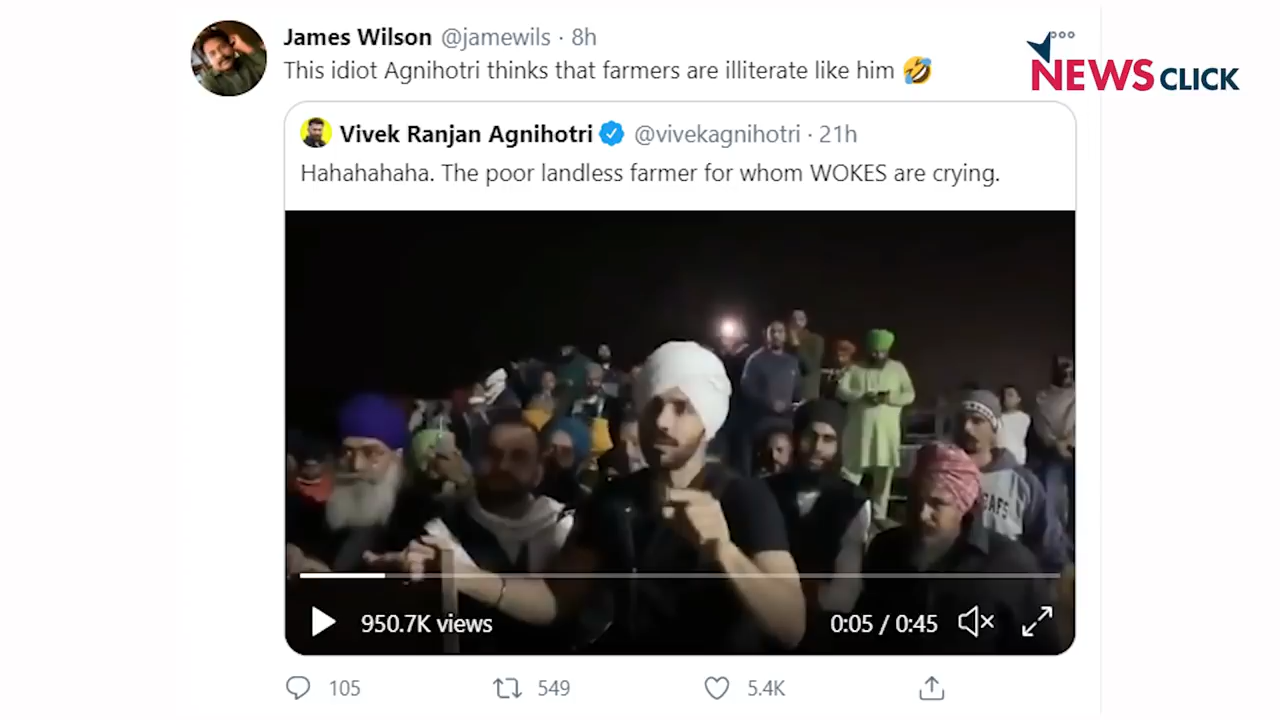 James Wilson @jamewils · 8h
This idiot Agnihotri thinks that farmers are illiterate like him 🤣
NEWS CLICK
Vivek Ranjan Agnihotri @vivekagnihotri · 21h
Hahahahaha. The poor landless farmer for whom WOKES are crying.
950.7K views
0:05 / 0:45
105
549
5.4K